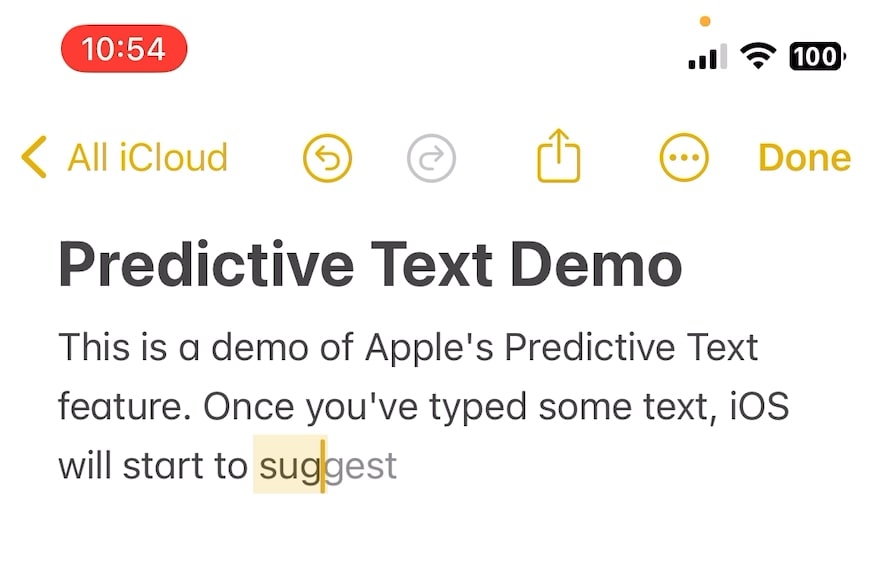 10:54
100
All iCloud
Done
Predictive Text Demo
This is a demo of Apple's Predictive Text
feature. Once you've typed some text, iOS
will start to suggest